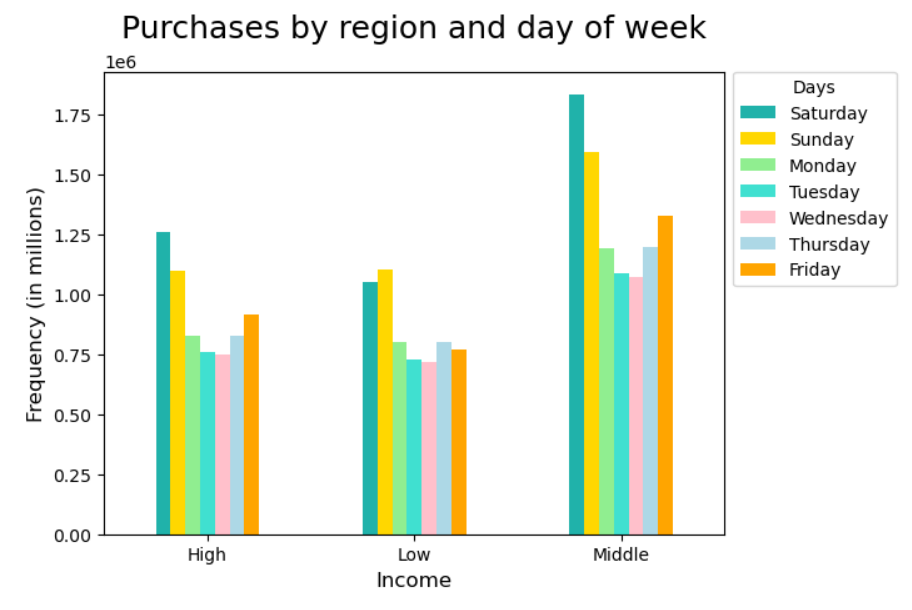 Purchases by region and day of week
1e6
Days
Saturday
Sunday
Monday
Tuesday
Wednesday
Thursday
Friday
Frequency (in millions)
1.75
1.50
1.25
1.00
0.75
0.50
0.25
0.00
High Low Middle
Income